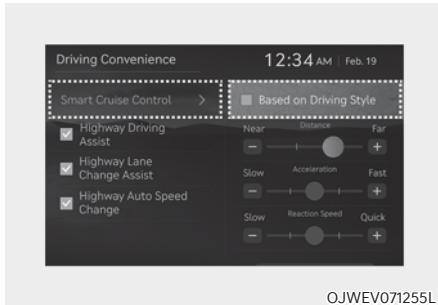 Driving Convenience
12:34 AM | Feb. 19
Smart Cruise Control >
Highway Driving
Assist
Highway Lane
Change Assist
Highway Auto Speed
Change
Based on Driving Style
Near Distance Far
Slow Acceleration Fast
Slow Reaction Speed Quick
OJWEV071255L